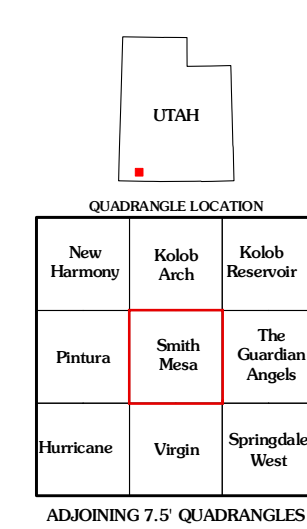 UTAH
QUADRANGLE LOCATION
New
Harmony
Kolob
Arch
Kolob
Reservoir
Pintura
Smith
Mesa
The
Guardian
Angels
Hurricane
Virgin
Springdale
West
ADJOINING 7.5' QUADRANGLES